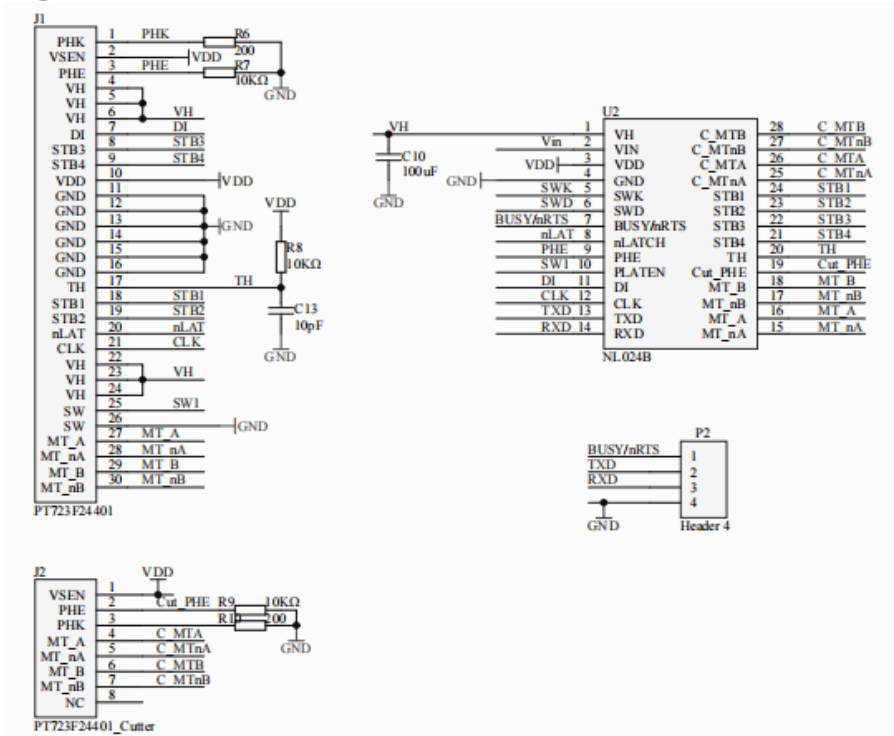 J1
PHK 1 PHK R6
200
VSEN 2 VDD
PHE 3 PHE R7
10KΩ
GND
VH 4
VH 5
VH 6 VH
DI 7 DI
STB3 8 STB3
STB4 9 STB4
VDD 10 VDD
GND 11
GND 12
GND 13 GND
GND 14
GND 15
GND 16
TH 17 TH
STB1 18 STB1
STB2 19 STB2
nLAT 20 nLAT
CLK 21 CLK
VH 22
VH 23 VH
VH 24
SW 25 SW1
SW 26 GND
MT_A 27 MT_A
MT_nA 28 MT_nA
MT_B 29 MT_B
MT_nB 30 MT_nB
PT723F24401
VDD
R8
10KΩ
C13
10pF
GND
U2
VH 1 VH C_MTB 28 C_MTB
Vin 2 VIN C_MTnB 27 C_MTnB
VDD 3 VDD C_MTA 26 C_MTA
GND 4 GND C_MTnA 25 C_MTnA
SWK 5 SWK STB1 24 STB1
SWD 6 SWD STB2 23 STB2
BUSY/nRTS 7 BUSY/nRTS STB3 22 STB3
nLAT 8 nLATCH STB4 21 STB4
PHE 9 PHE TH 20 TH
SW1 10 PLATEN Cut_PHE 19 Cut_PHE
DI 11 DI MT_B 18 MT_B
CLK 12 CLK MT_nB 17 MT_nB
TXD 13 TXD MT_A 16 MT_A
RXD 14 RXD MT_nA 15 MT_nA
NL024B
C10
100uF
GND
P2
BUSY/nRTS 1
TXD 2
RXD 3
4
GND
Header 4
J2
VDD
VSEN 1
PHE 2 Cut_PHE R9 10KΩ
PHK 3 R10 200
GND
MT_A 4 C_MTA
MT_nA 5 C_MTnA
MT_B 6 C_MTB
MT_nB 7 C_MTnB
NC 8
PT723F24401_Cutter